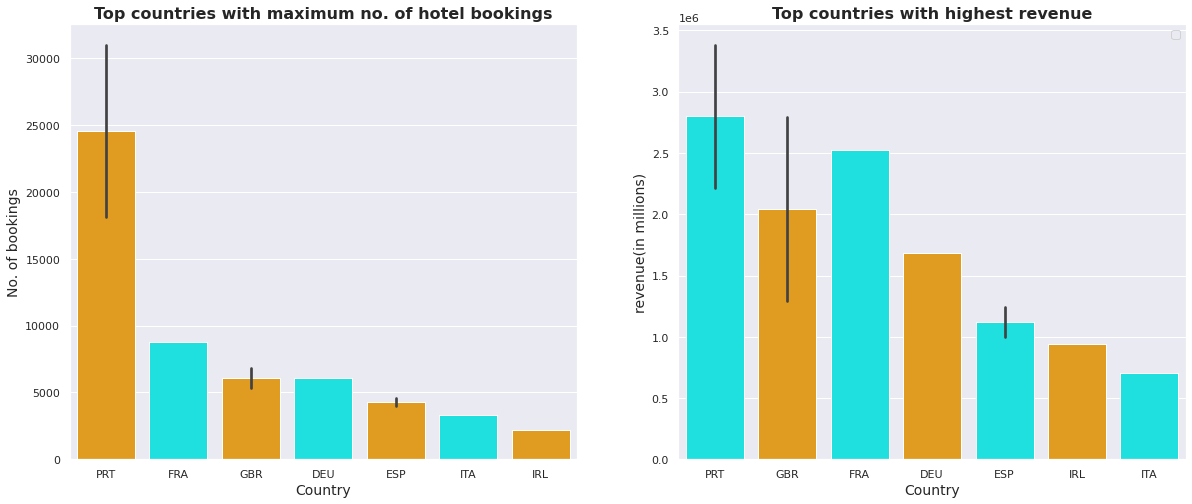 Top countries with maximum no. of hotel bookings
No. of bookings
30000
25000
20000
15000
10000
5000
0
PRT FRA GBR DEU ESP ITA IRL
Country
Top countries with highest revenue
1e6
revenue(in millions)
3.5
3.0
2.5
2.0
1.5
1.0
0.5
0.0
PRT GBR FRA DEU ESP IRL ITA
Country